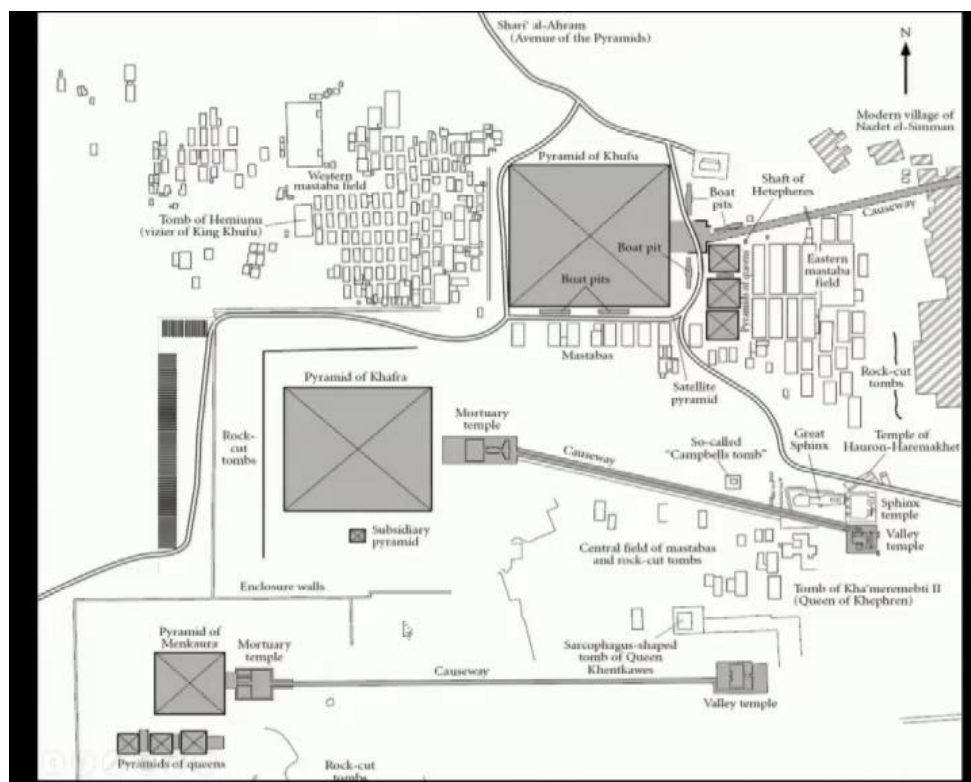 Shari' al-Ahram
(Avenue of the Pyramids)
N
Modern village of
Nazlet el-Simman
Pyramid of Khufu
Western
mastaba field
Shaft of
Hetepheres
Boat
pits
Causeway
Tomb of Hemiunu
(vizier of King Khufu)
Boat pit
Pyramids of queens
Eastern
mastaba
field
Boat pits
Mastabas
Rock-cut
tombs
Satellite
pyramid
Pyramid of Khafra
Mortuary
temple
Rock-
cut
tombs
Causeway
So-called
"Campbells tomb"
Great
Sphinx
Temple of
Hauron-Haremakhet
Sphinx
temple
Subsidiary
pyramid
Valley
temple
Central field of mastabas
and rock-cut tombs
Enclosure walls
Tomb of Kha'meremebti II
(Queen of Khephren)
Pyramid of
Menkaura
Mortuary
temple
Sarcophagus-shaped
tomb of Queen
Khentkawes
Causeway
Valley temple
Pyramids of queens
Rock-cut
tombs